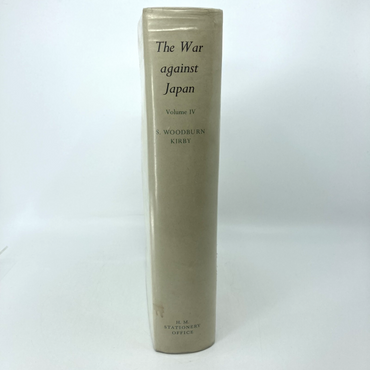 The War
against
Japan
Volume IV
S. WOODBURN
KIRBY
H. M.
STATIONERY
OFFICE